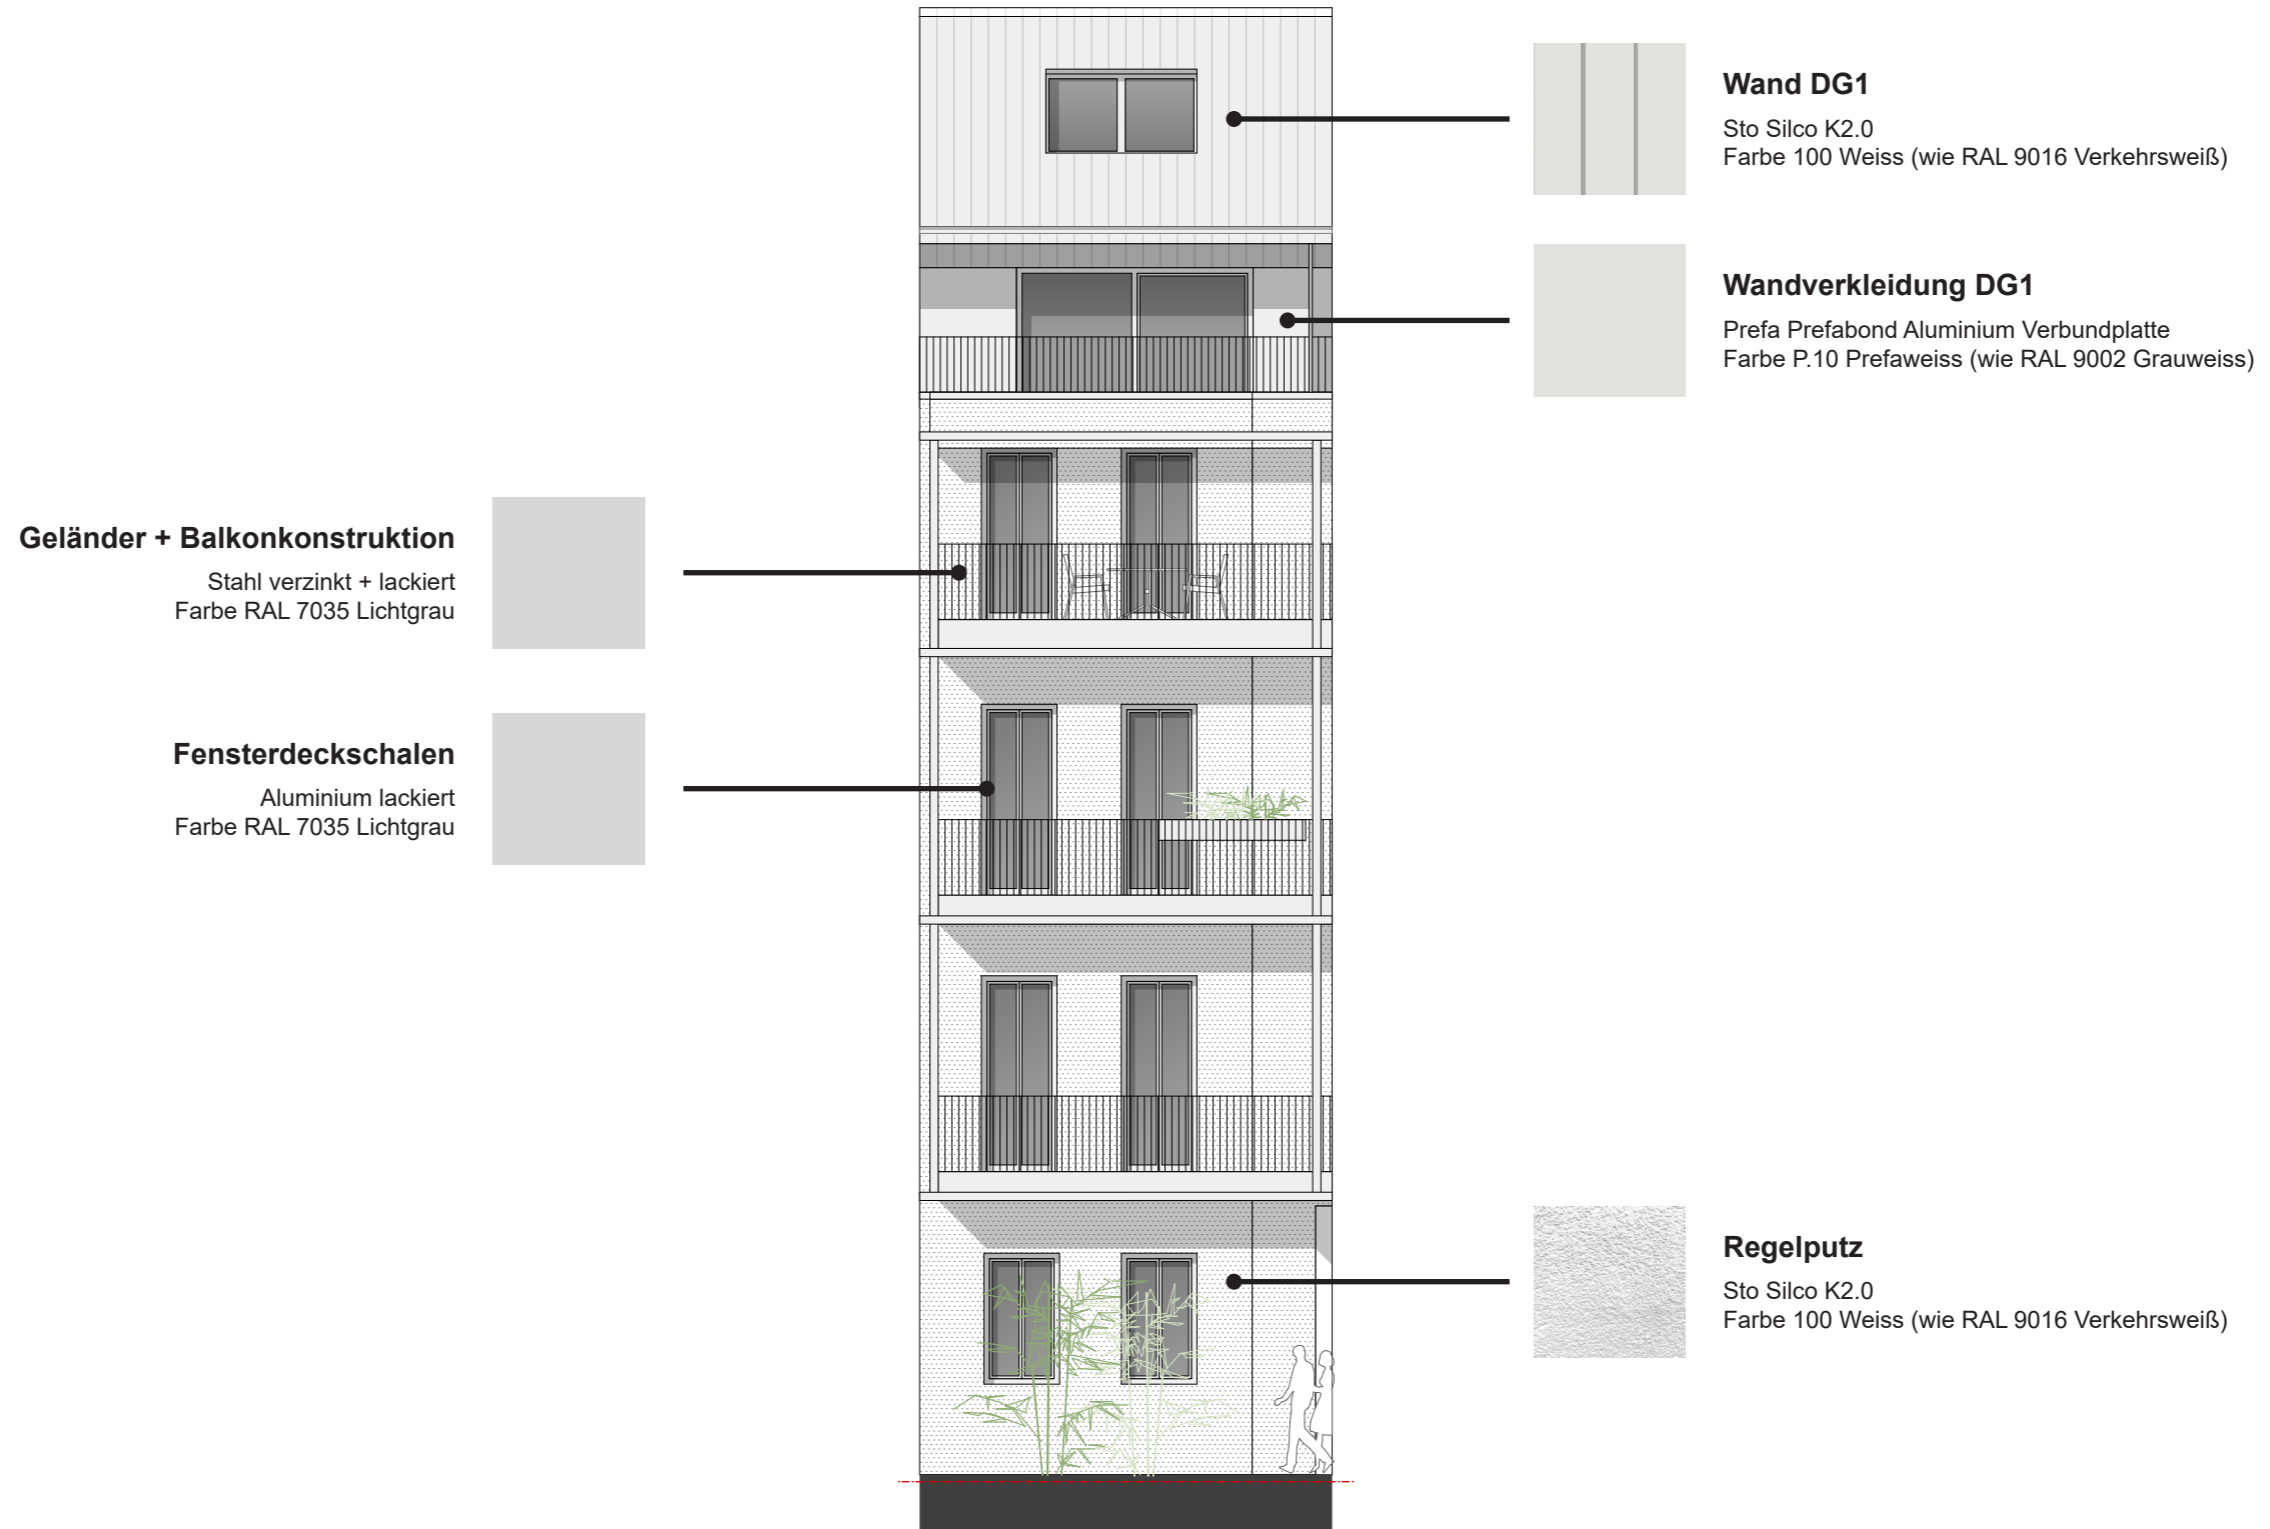 Wand DG1
Sto Silco K2.0
Farbe 100 Weiss (wie RAL 9016 Verkehrsweiß)
Wandverkleidung DG1
Prefa Prefabond Aluminium Verbundplatte
Farbe P.10 Prefaweiss (wie RAL 9002 Grauweiss)
Geländer + Balkonkonstruktion
Stahl verzinkt + lackiert
Farbe RAL 7035 Lichtgrau
Fensterdeckschalen
Aluminium lackiert
Farbe RAL 7035 Lichtgrau
Regelputz
Sto Silco K2.0
Farbe 100 Weiss (wie RAL 9016 Verkehrsweiß)